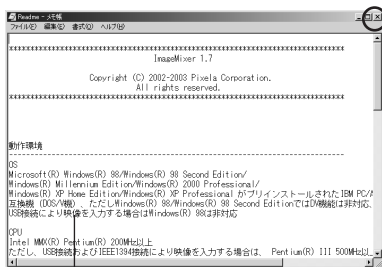 Readme - メモ帳
ファイル(F) 編集(E) 書式(O) ヘルプ(H)
********************************************************************************
ImageMixer 1.7
Copyright (C) 2002-2003 Pixela Corporation.
All rights reserved.
********************************************************************************
動作環境
--------------------------------------------------------------------------------
OS
Microsoft(R) Windows(R) 98/Windows(R) 98 Second Edition/
Windows(R) Millennium Edition/Windows(R) 2000 Professional/
Windows(R) XP Home Edition/Windows(R) XP Professional がプリインストールされたIBM PC/A
互換機 (DOS/V機) 、ただしWindows(R) 98/Windows(R) 98 Second EditionではDV機能は非対応、
USB接続により映像を入力する場合はWindows(R) 98は非対応
CPU
Intel MMX(R) Pentium(R) 200MHz以上
ただし、USB接続およびIEEE1394接続により映像を入力する場合は、 Pentium(R) III 500MHz以